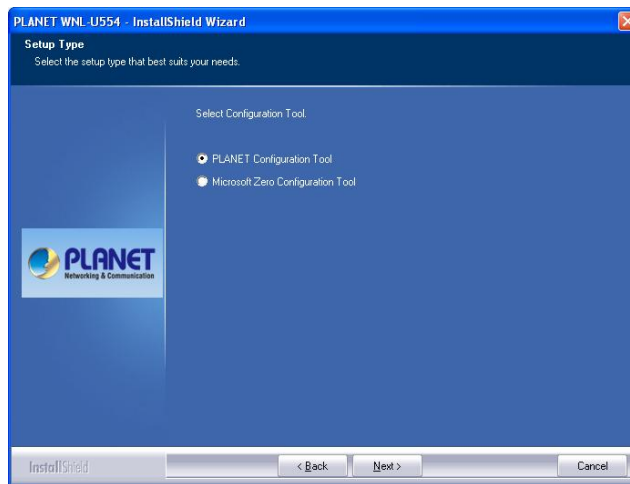 PLANET WNL-U554 - InstallShield Wizard
Setup Type
Select the setup type that best suits your needs.
Select Configuration Tool.
PLANET Configuration Tool
Microsoft Zero Configuration Tool
PLANET
Networking & Communication
InstallShield
< Back
Next >
Cancel